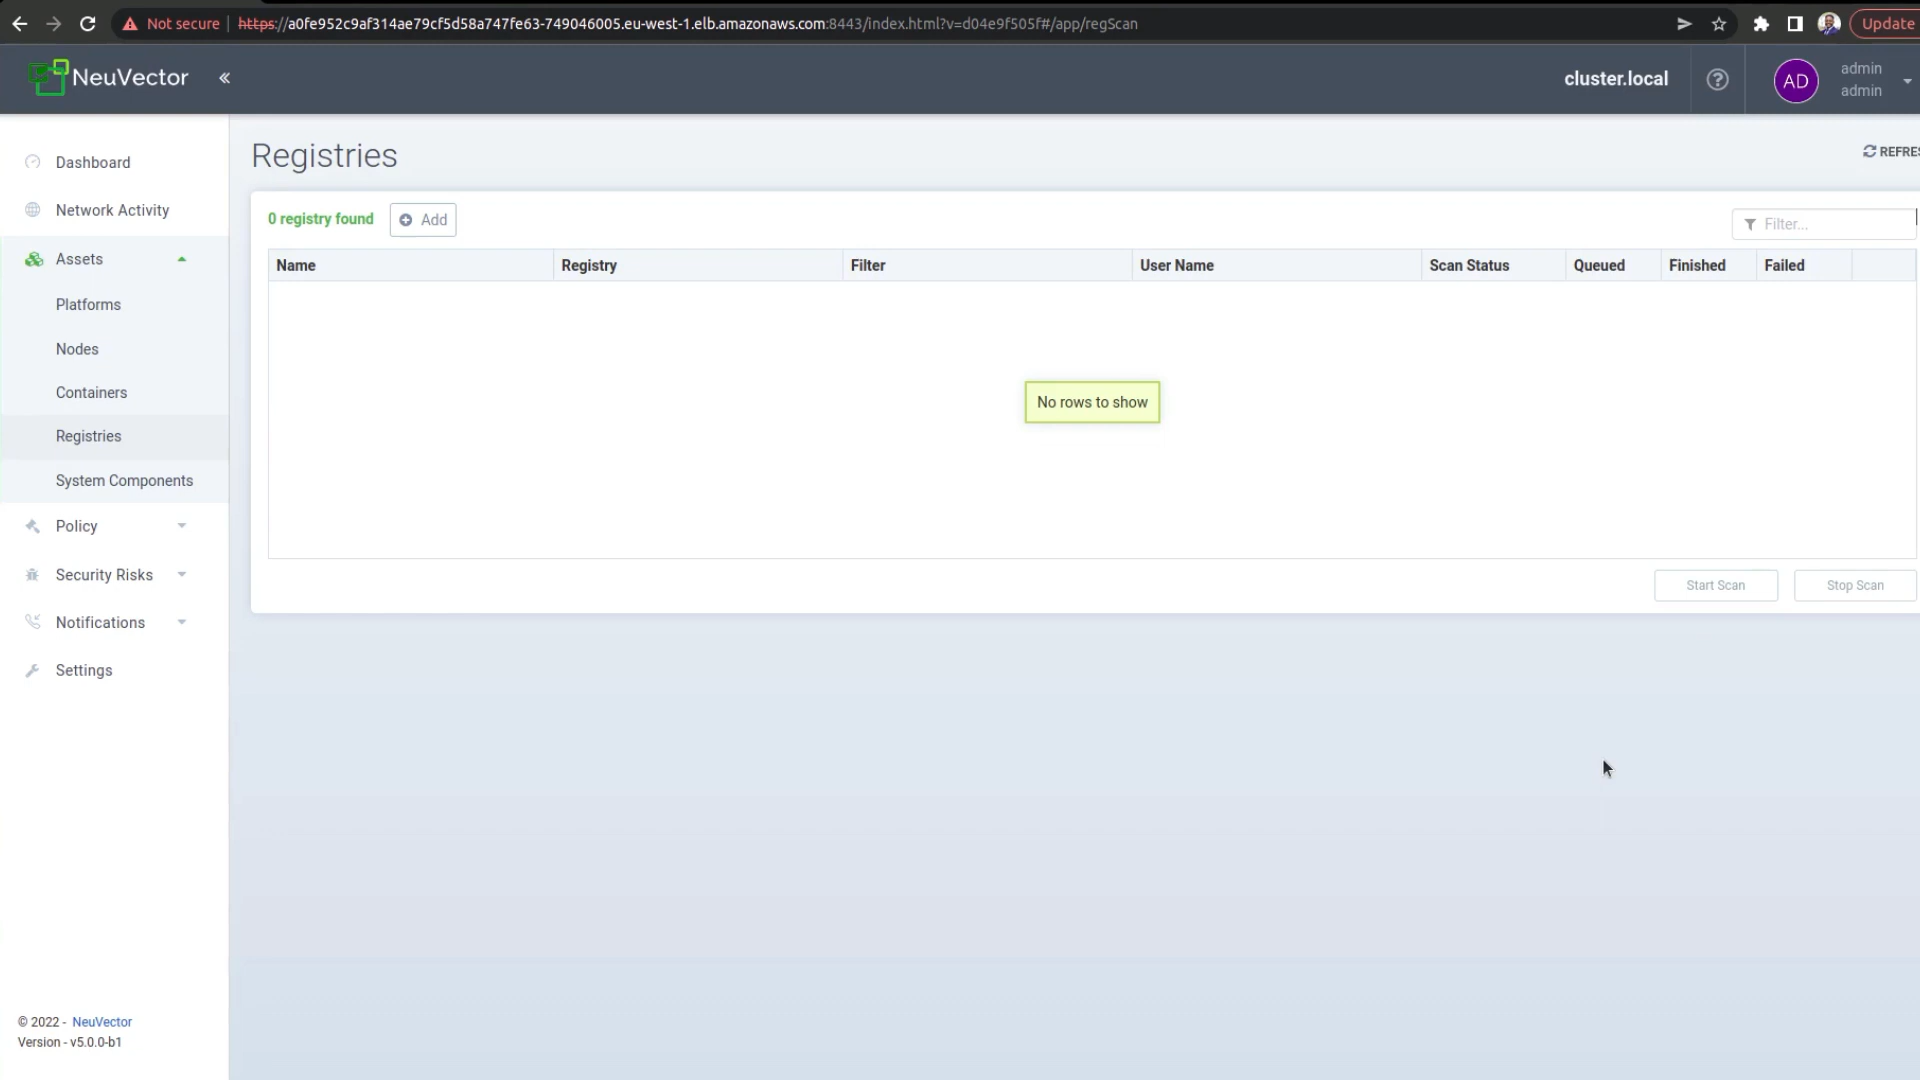 Not secure | https://a0fe952c9af314ae79cf5d58a747fe63-749046005.eu-west-1.elb.amazonaws.com:8443/index.html?v=d04e9f505f#/app/regScan
Update
NeuVector «
cluster.local
AD
admin
admin
Dashboard
Network Activity
Assets
Platforms
Nodes
Containers
Registries
System Components
Policy
Security Risks
Notifications
Settings
© 2022 - NeuVector
Version - v5.0.0-b1
Registries
REFRES
0 registry found
Add
Filter...
Name Registry Filter User Name Scan Status Queued Finished Failed
No rows to show
Start Scan Stop Scan